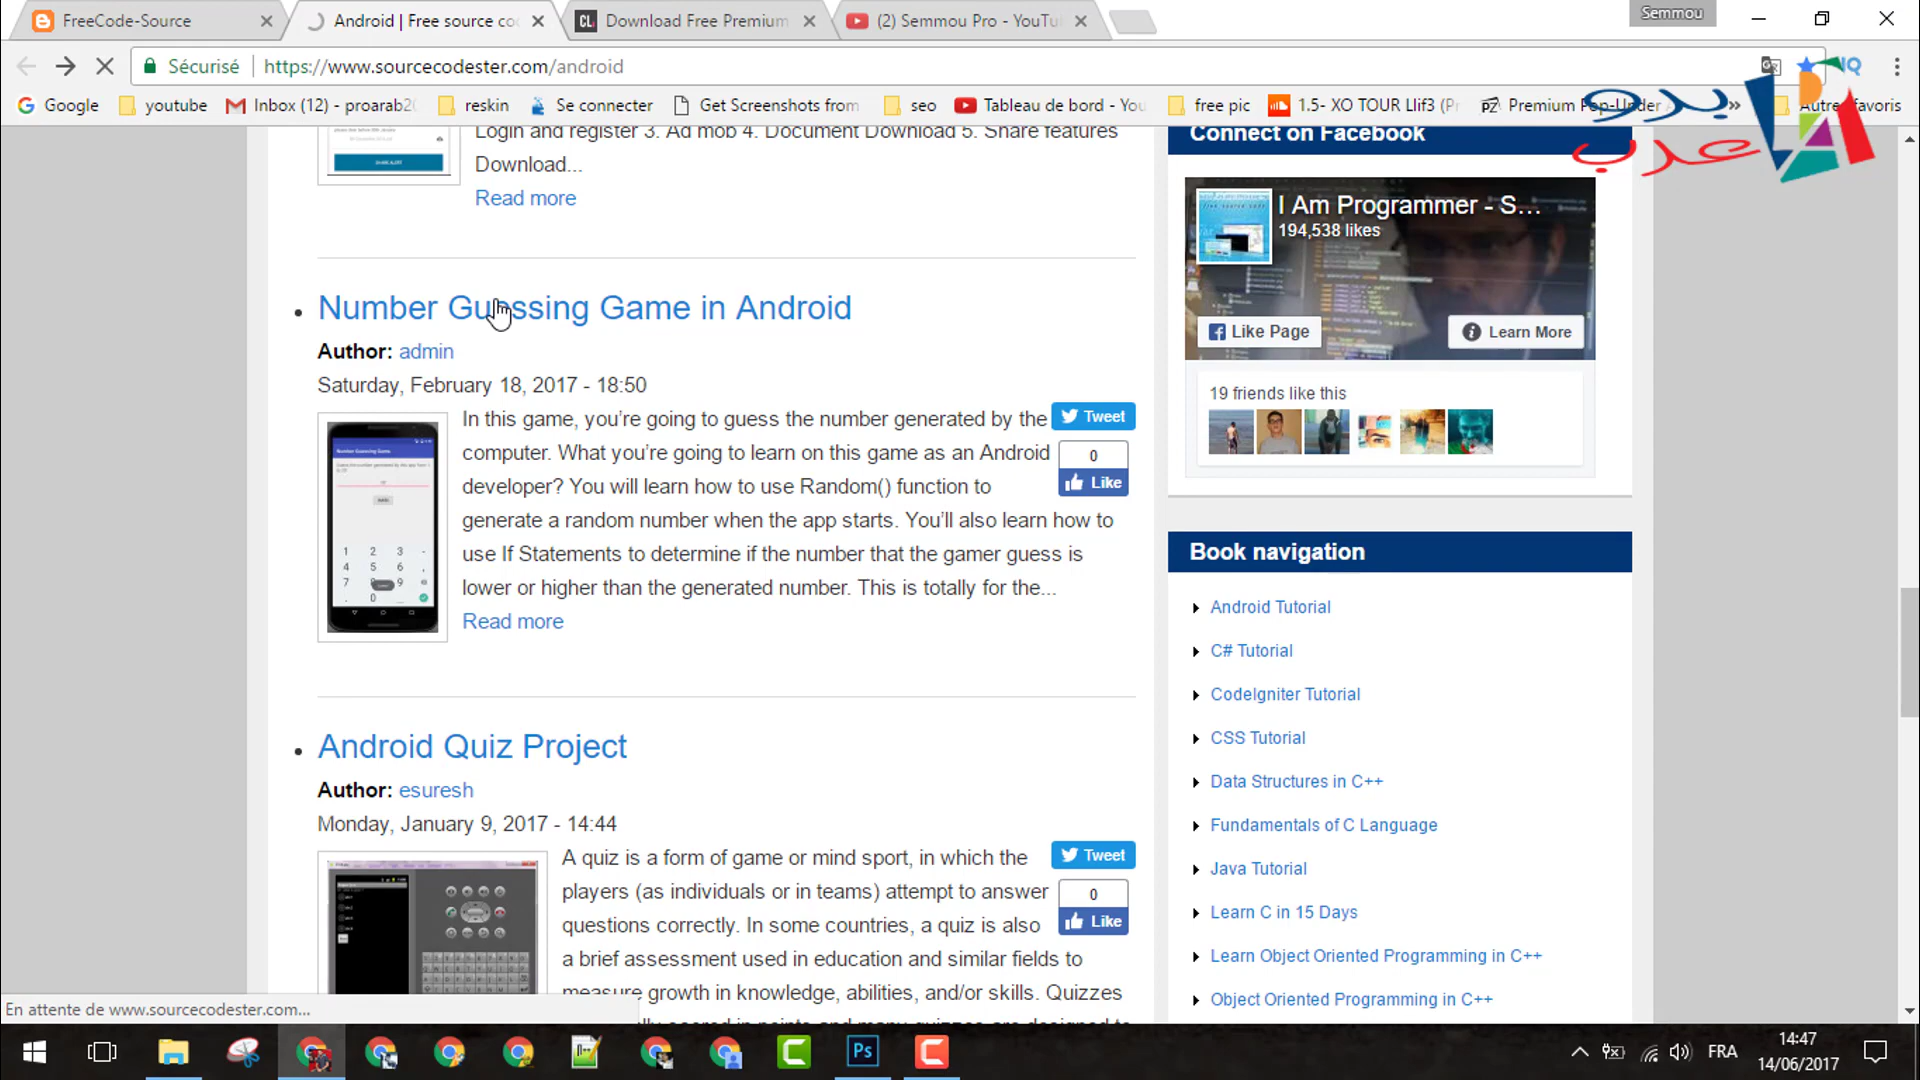 FreeCode-Source
Android | Free source co
Download Free Premium
(2) Semmou Pro - YouTu
Semmou
Sécurisé
https://www.sourcecodester.com/android
Google
youtube
Inbox (12) - proarab20
reskin
Se connecter
Get Screenshots from
seo
Tableau de bord - You
free pic
1.5- XO TOUR Llif3 (P
Premium Pop-Under A
»
Autres favoris
بدو
عرب
Login and register 3. Ad mob 4. Document Download 5. Share features
Download...
Read more
Number Guessing Game in Android
Author: admin
Saturday, February 18, 2017 - 18:50
In this game, you’re going to guess the number generated by the
computer. What you’re going to learn on this game as an Android
developer? You will learn how to use Random() function to
generate a random number when the app starts. You’ll also learn how to
use If Statements to determine if the number that the gamer guess is
lower or higher than the generated number. This is totally for the...
Read more
Tweet
0
Like
Android Quiz Project
Author: esuresh
Monday, January 9, 2017 - 14:44
A quiz is a form of game or mind sport, in which the
players (as individuals or in teams) attempt to answer
questions correctly. In some countries, a quiz is also
a brief assessment used in education and similar fields to
measure growth in knowledge, abilities, and/or skills. Quizzes
Tweet
0
Like
Connect on Facebook
I Am Programmer - S...
194,538 likes
Like Page
Learn More
19 friends like this
Book navigation
Android Tutorial
C# Tutorial
CodeIgniter Tutorial
CSS Tutorial
Data Structures in C++
Fundamentals of C Language
Java Tutorial
Learn C in 15 Days
Learn Object Oriented Programming in C++
Object Oriented Programming in C++
En attente de www.sourcecodester.com...
FRA
14:47
14/06/2017